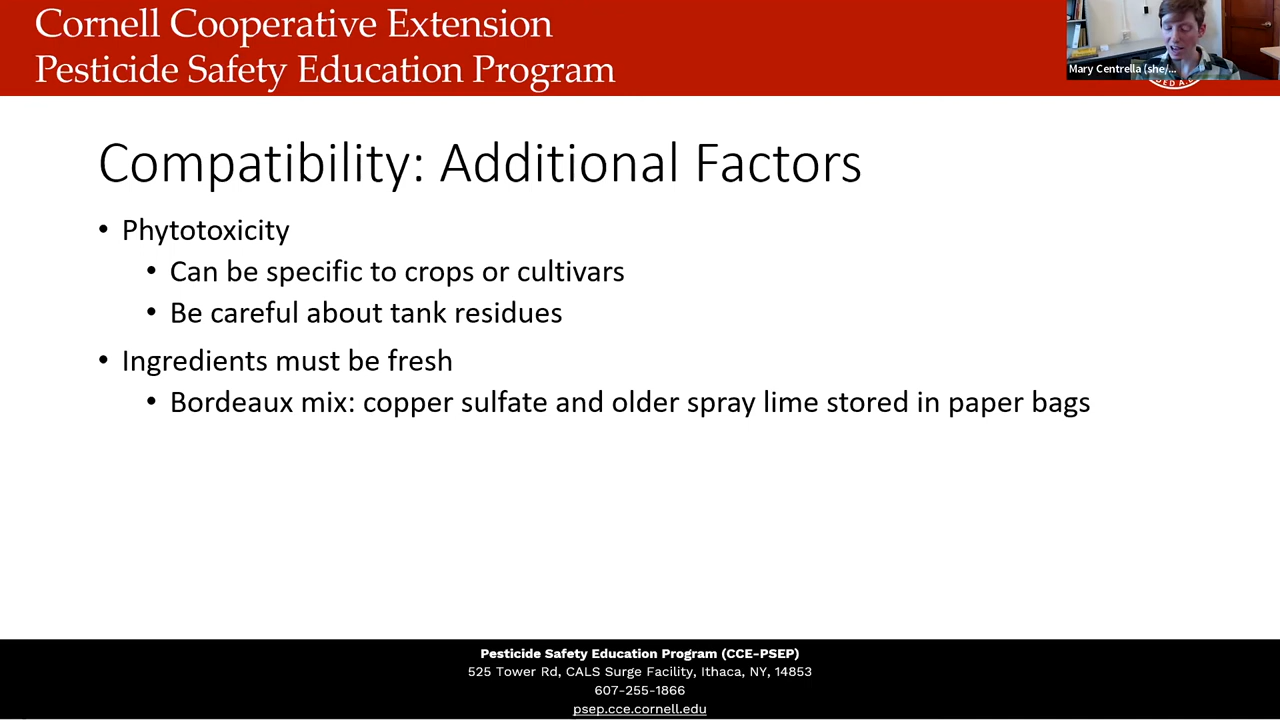 Cornell Cooperative Extension
Pesticide Safety Education Program
Mary Centrella (she/...
Compatibility: Additional Factors
• Phytotoxicity
• Can be specific to crops or cultivars
• Be careful about tank residues
• Ingredients must be fresh
• Bordeaux mix: copper sulfate and older spray lime stored in paper bags
Pesticide Safety Education Program (CCE-PSEP)
525 Tower Rd, CALS Surge Facility, Ithaca, NY, 14853
607-255-1866
psep.cce.cornell.edu